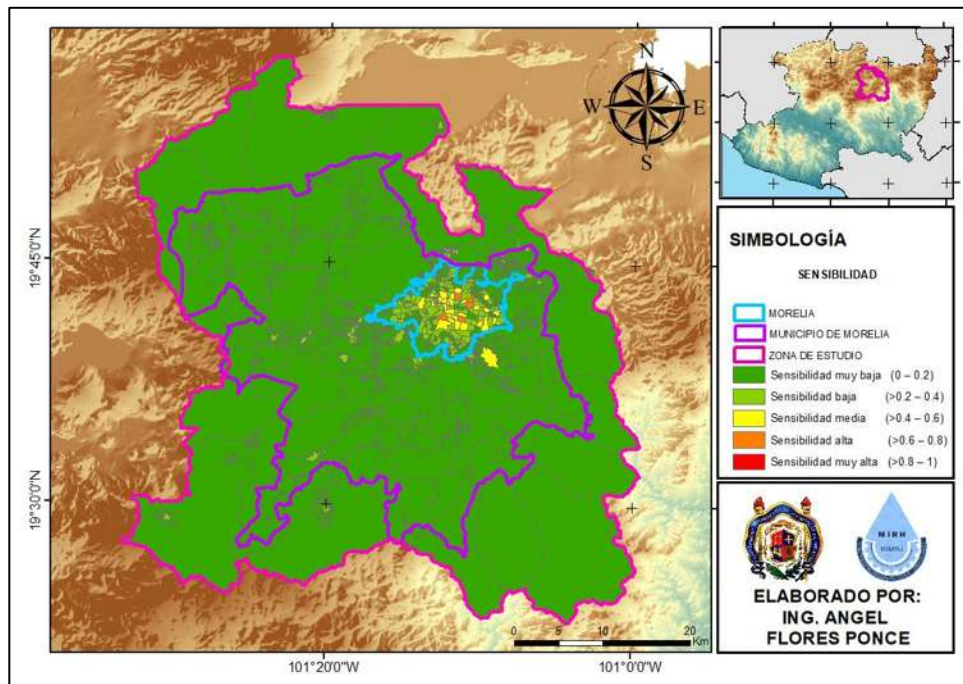 N
W E
S
19°45'0"N
19°30'0"N
101°20'0"W
101°0'0"W
0 5 10 20
Km
SIMBOLOGÍA
SENSIBILIDAD
MORELIA
MUNICIPIO DE MORELIA
ZONA DE ESTUDIO
Sensibilidad muy baja (0 – 0.2)
Sensibilidad baja (>0.2 – 0.4)
Sensibilidad media (>0.4 – 0.6)
Sensibilidad alta (>0.6 – 0.8)
Sensibilidad muy alta (>0.8 – 1)
MIRH
ELABORADO POR:
ING. ANGEL
FLORES PONCE